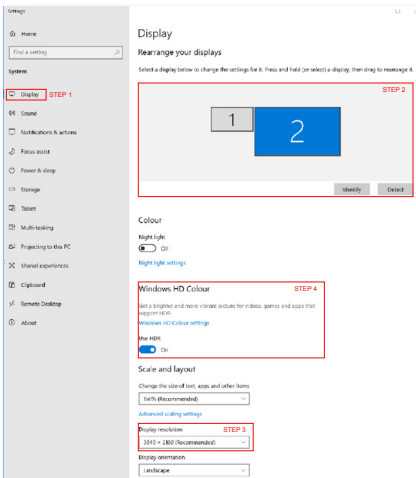 Settings
Home
Find a setting
System
Display STEP 1
Sound
Notifications & actions
Focus assist
Power & sleep
Storage
Tablet
Multi-tasking
Projecting to this PC
Shared experiences
Clipboard
Remote Desktop
About
Display
Rearrange your displays
Select a display below to change the settings for it. Press and hold (or select) a display, then drag to rearrange it.
STEP 2
1
2
Identify Detect
Colour
Night light
Off
Night light settings
Windows HD Colour STEP 4
Get a brighter and more vibrant picture for videos, games and apps that
support HDR.
Windows HD Colour settings
Use HDR
On
Scale and layout
Change the size of text, apps and other items
(Recommended)
Advanced scaling settings
Display resolution STEP 3
3840 × 2160 (Recommended)
Display orientation
Landscape